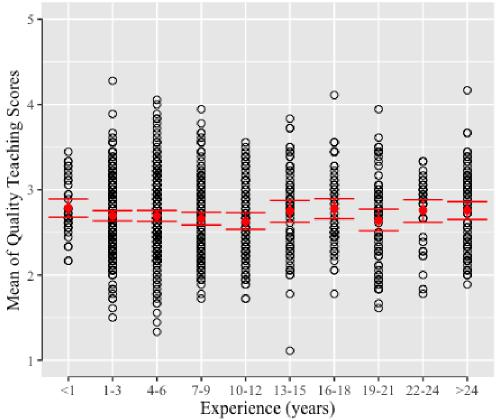 Mean of Quality Teaching Scores
5
4
3
2
1
<1 1-3 4-6 7-9 10-12 13-15 16-18 19-21 22-24 >24
Experience (years)